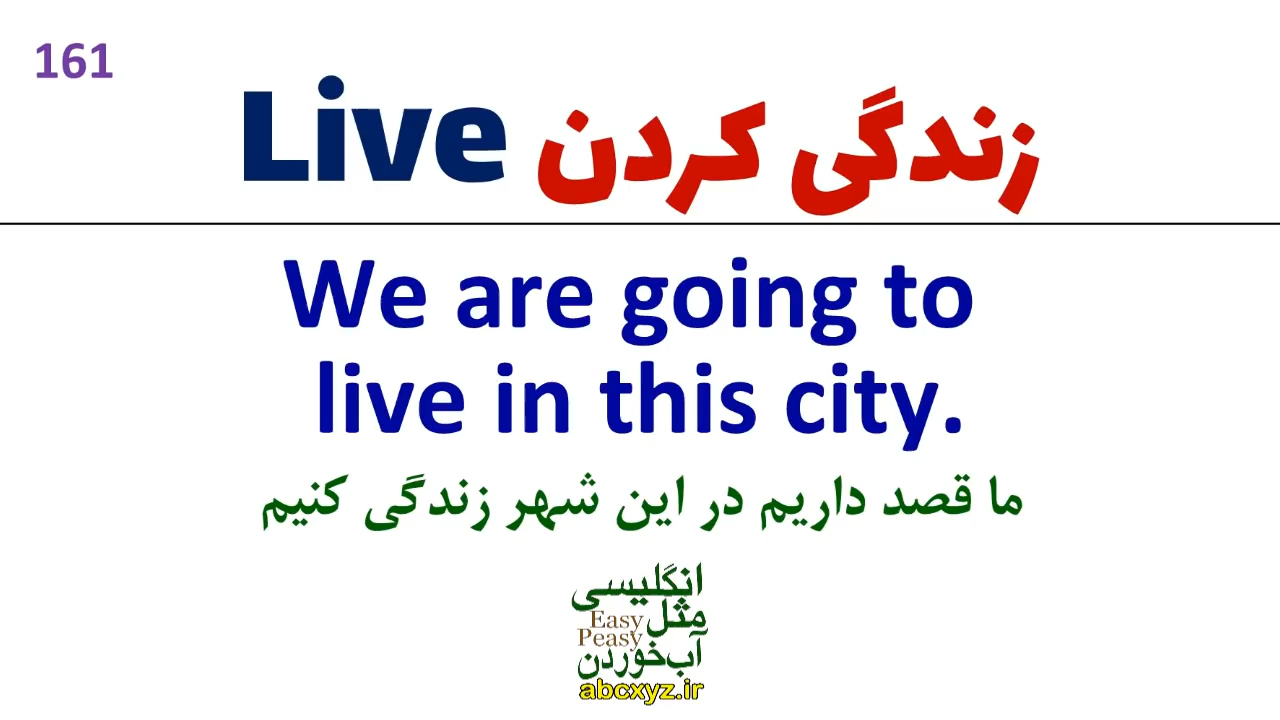 161
Live زندگی کردن
We are going to
live in this city.
ما قصد داریم در این شهر زندگی کنیم
انگلیسی
مثل
Easy
Peasy
آب‌خوردن
abcxyz.ir